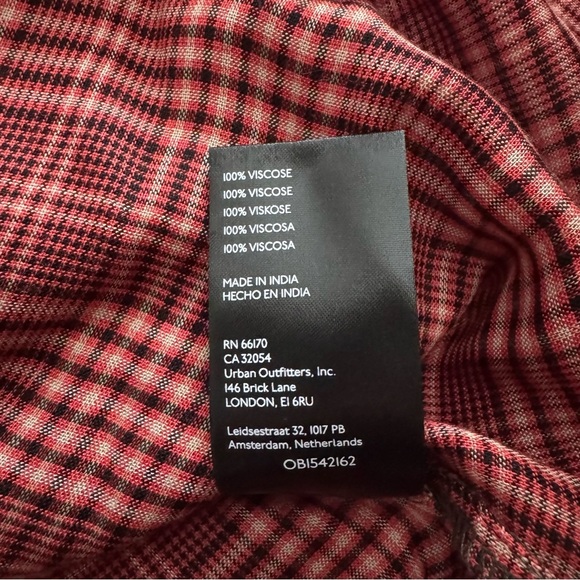 100% VISCOSE
100% VISCOSE
100% VISKOSE
100% VISCOSA
100% VISCOSA
MADE IN INDIA
HECHO EN INDIA
RN 66170
CA 32054
Urban Outfitters, Inc.
146 Brick Lane
LONDON, E1 6RU
Leidsestraat 32, 1017 PB
Amsterdam, Netherlands
OB1542162